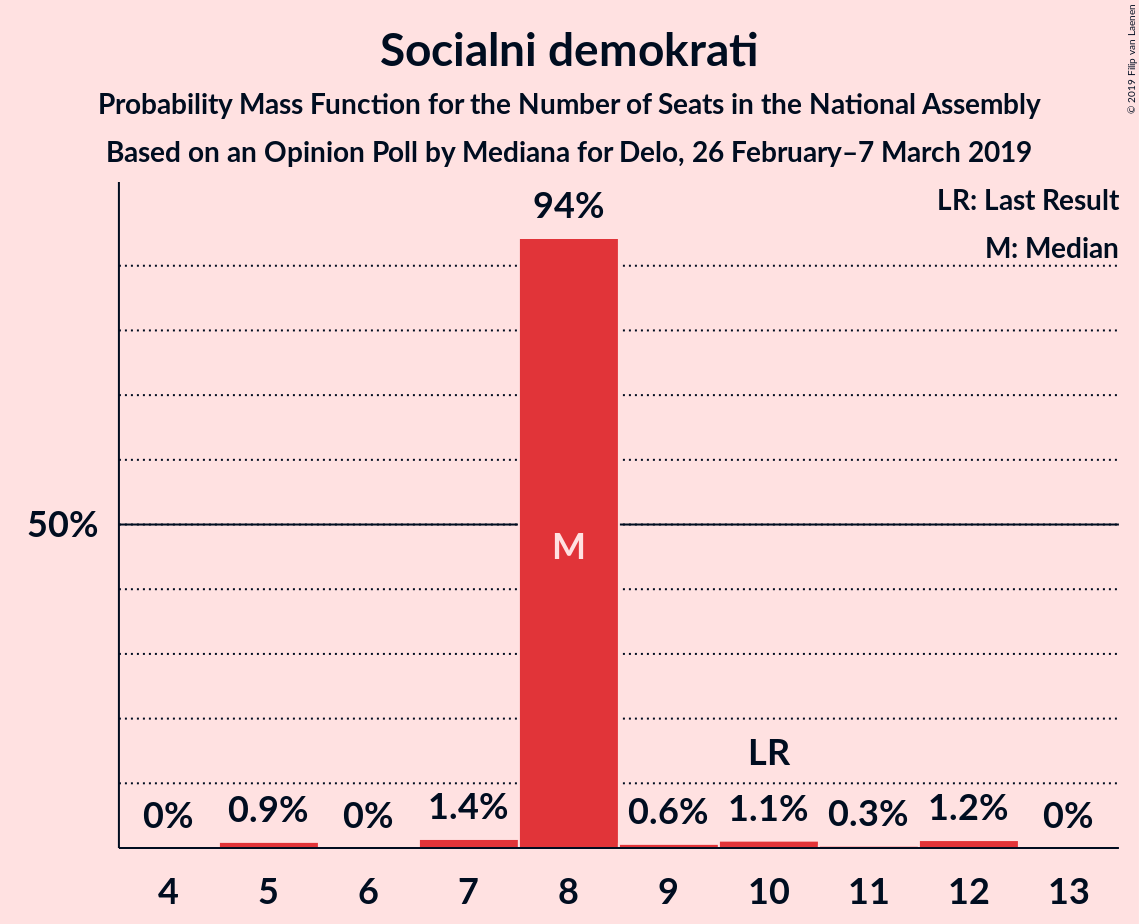 Socialni demokrati
Probability Mass Function for the Number of Seats in the National Assembly
Based on an Opinion Poll by Mediana for Delo, 26 February–7 March 2019
© 2019 Filip van Laenen
LR: Last Result
M: Median
94%
50%
M
LR
0% 0.9% 0% 1.4% 0.6% 1.1% 0.3% 1.2% 0%
4 5 6 7 8 9 10 11 12 13